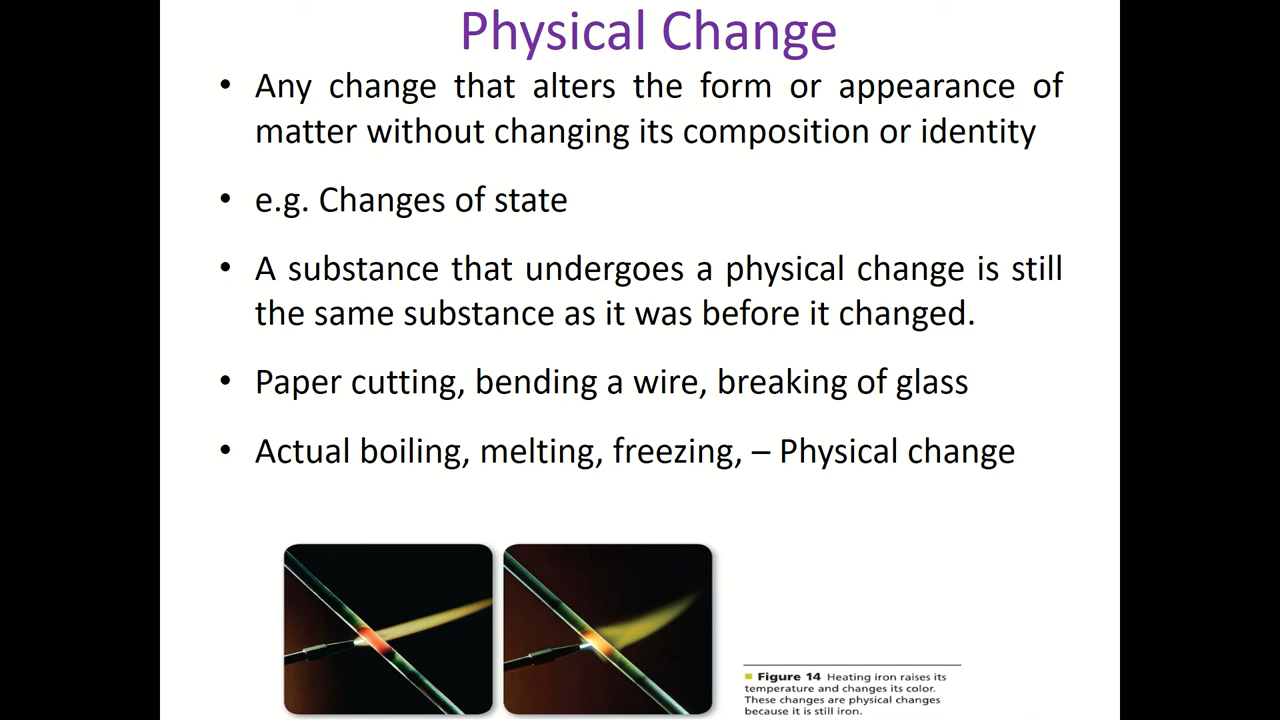 Physical Change
• Any change that alters the form or appearance of
matter without changing its composition or identity
• e.g. Changes of state
• A substance that undergoes a physical change is still
the same substance as it was before it changed.
• Paper cutting, bending a wire, breaking of glass
• Actual boiling, melting, freezing, – Physical change
Figure 14 Heating iron raises its
temperature and changes its color.
These changes are physical changes
because it is still iron.